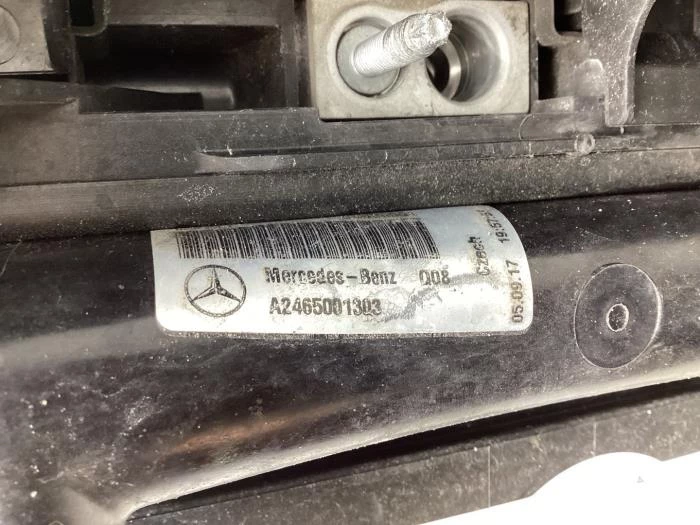 Mercedes-Benz Q08
A2465001303
Czech
05.09.17